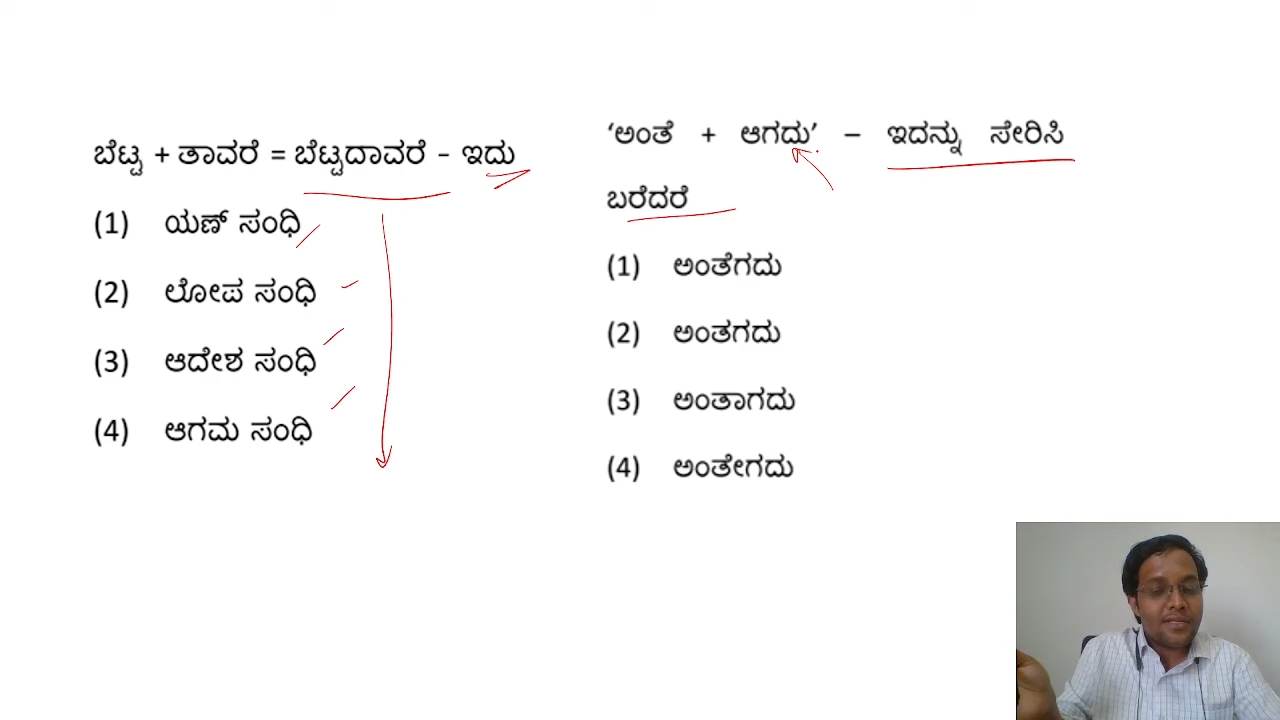 ಬೆಟ್ಟ + ತಾವರೆ = ಬೆಟ್ಟದಾವರೆ - ಇದು
(1) ಯಣ್ ಸಂಧಿ
(2) ಲೋಪ ಸಂಧಿ
(3) ಆದೇಶ ಸಂಧಿ
(4) ಆಗಮ ಸಂಧಿ
‘ಅಂತೆ + ಆಗದು’ – ಇದನ್ನು ಸೇರಿಸಿ
ಬರೆದರೆ
(1) ಅಂತೆಗದು
(2) ಅಂತಗದು
(3) ಅಂತಾಗದು
(4) ಅಂತೇಗದು